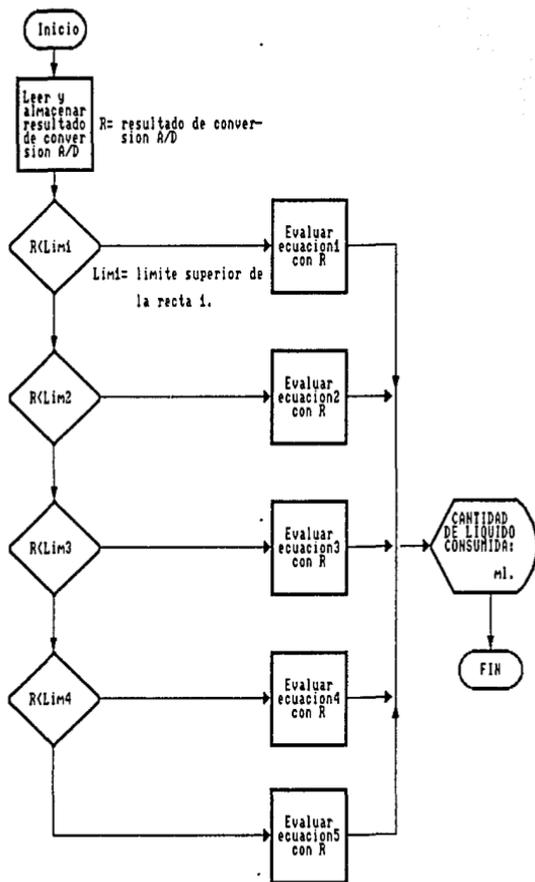 Inicio
Leer y
almacenar
resultado
de conver
sion A/D
R= resultado de conver-
sion A/D
R<Lim1
Evaluar
ecuacion1
con R
Lim1= limite superior de
la recta 1.
R<Lim2
Evaluar
ecuacion2
con R
R<Lim3
Evaluar
ecuacion3
con R
CANTIDAD
DE LIQUIDO
CONSUMIDA:
ml.
R<Lim4
Evaluar
ecuacion4
con R
FIN
Evaluar
ecuacion5
con R